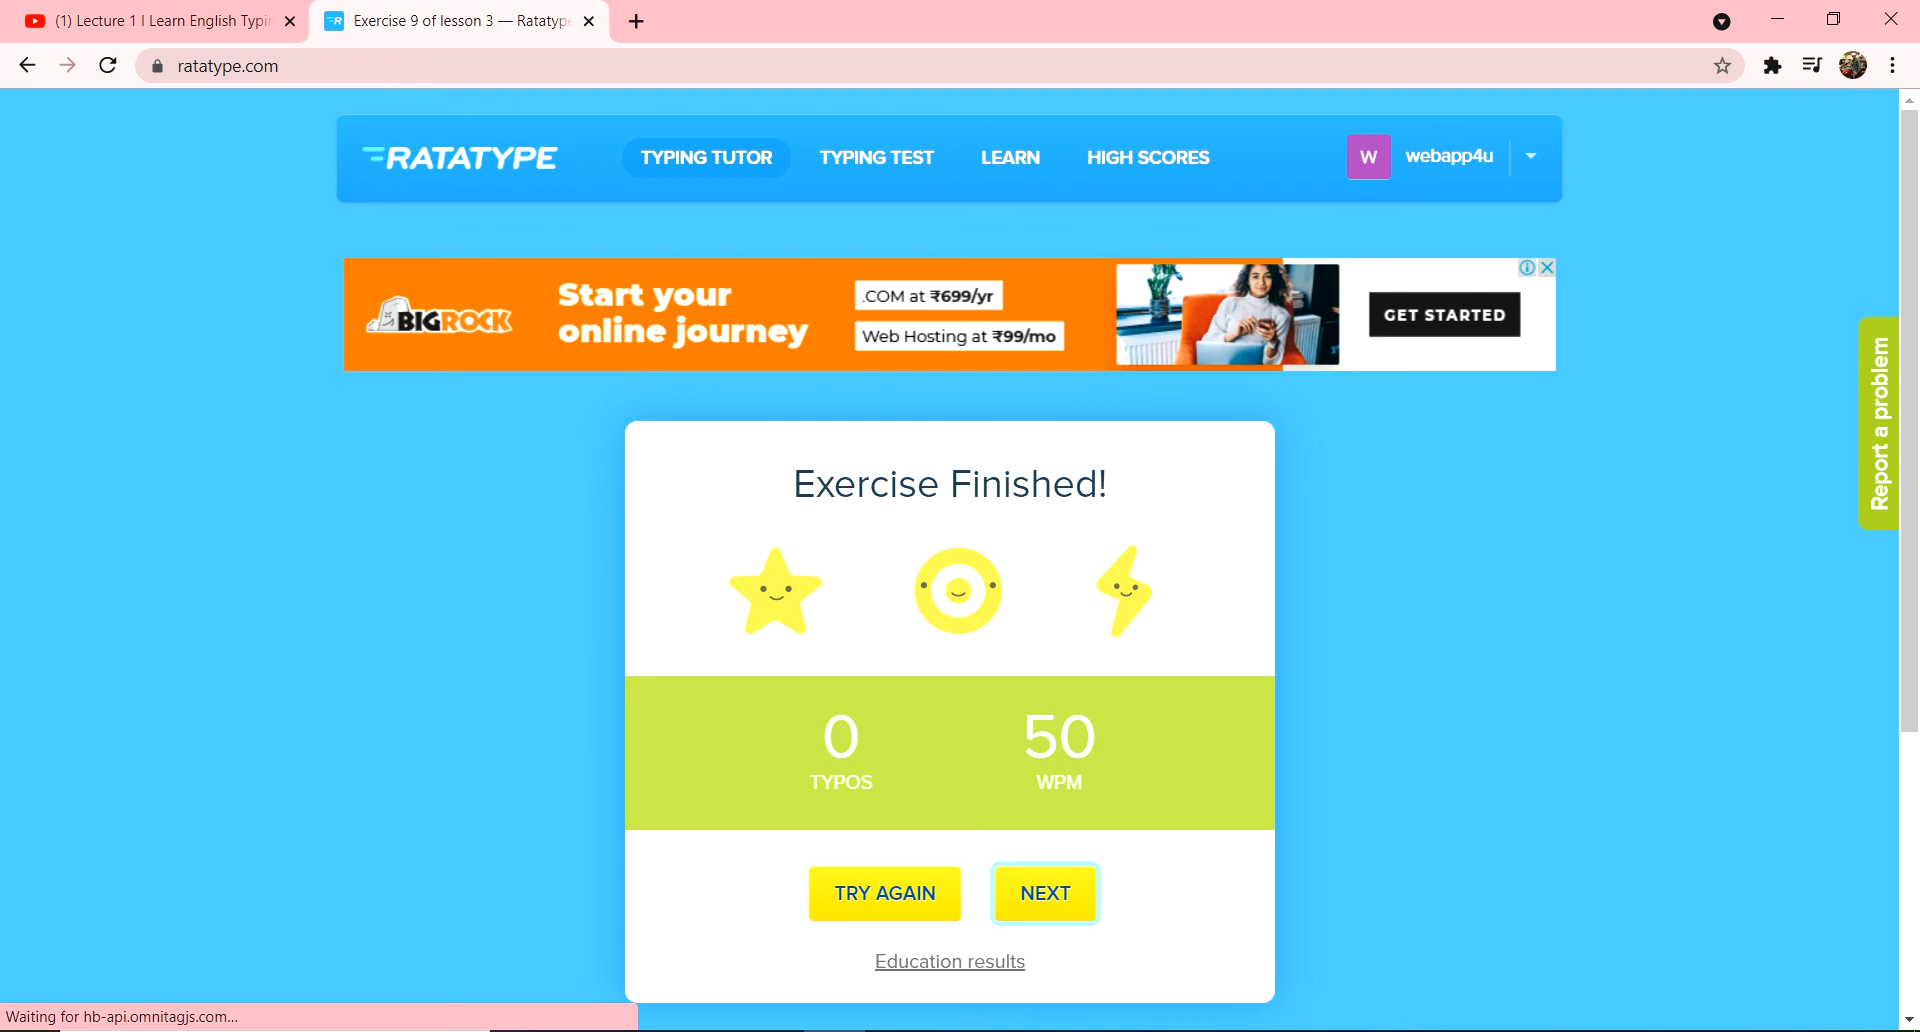 (1) Lecture 1 l Learn English Typi
Exercise 9 of lesson 3 — Ratatype
ratatype.com
RATATYPE
TYPING TUTOR
TYPING TEST
LEARN
HIGH SCORES
W
webapp4u
BIGROCK
Start your
online journey
.COM at ₹699/yr
Web Hosting at ₹99/mo
GET STARTED
Report a problem
Exercise Finished!
0
TYPOS
50
WPM
TRY AGAIN
NEXT
Education results
Waiting for hb-api.omnitagjs.com...